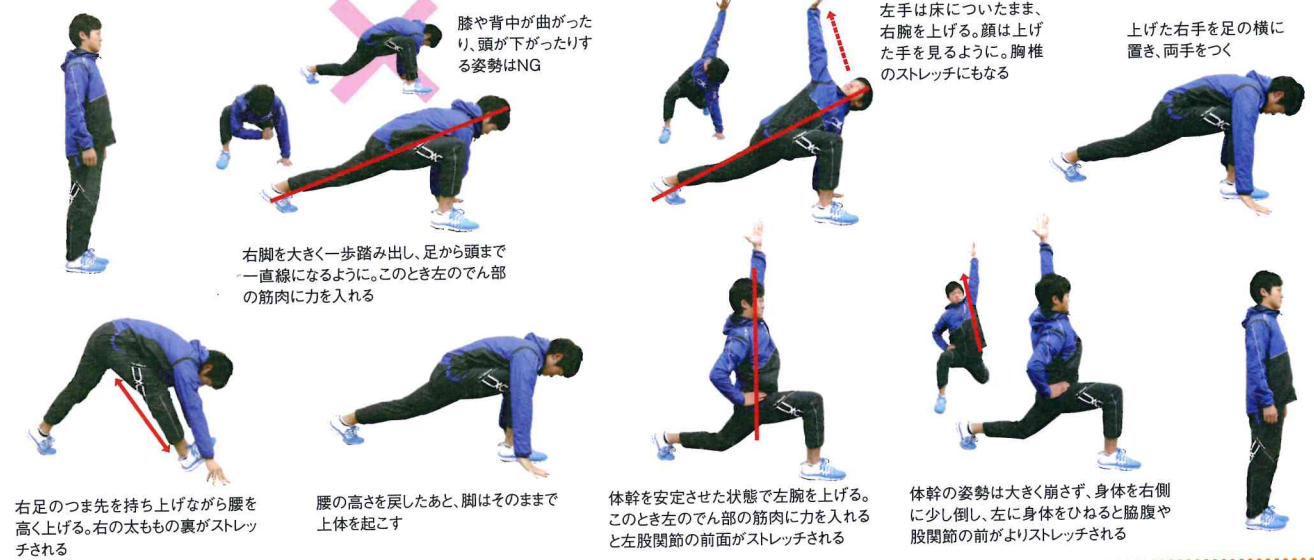 膝や背中が曲がった
り、頭が下がったりす
る姿勢はNG
右脚を大きく一歩踏み出し、足から頭まで
一直線になるように。このとき左のでん部
の筋肉に力を入れる
左手は床についたまま、
右腕を上げる。顔は上げ
た手を見るように。胸椎
のストレッチにもなる
上げた右手を足の横に
置き、両手をつく
右足のつま先を持ち上げながら腰を
高く上げる。右の太ももの裏がストレッ
チされる
腰の高さを戻したあと、脚はそのままで
上体を起こす
体幹を安定させた状態で左腕を上げる。
このとき左のでん部の筋肉に力を入れる
と左股関節の前面がストレッチされる
体幹の姿勢は大きく崩さず、身体を右側
に少し倒し、左に身体をひねると脇腹や
股関節の前がよりストレッチされる